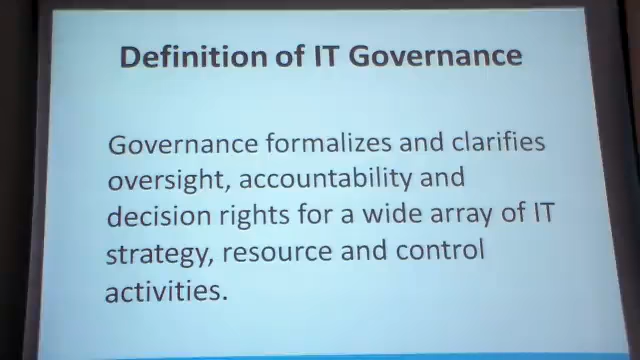 Definition of IT Governance
Governance formalizes and clarifies
oversight, accountability and
decision rights for a wide array of IT
strategy, resource and control
activities.